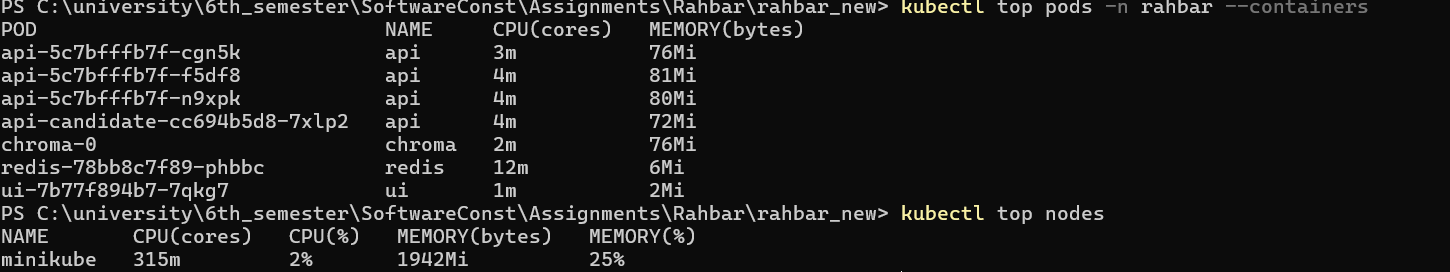 PS C:\university\6th_semester\SoftwareConst\Assignments\Rahbar\rahbar_new> kubectl top pods -n rahbar --containers
POD NAME CPU(cores) MEMORY(bytes)
api-5c7bfffb7f-cgn5k api 3m 76Mi
api-5c7bfffb7f-f5df8 api 4m 81Mi
api-5c7bfffb7f-n9xpk api 4m 80Mi
api-candidate-cc694b5d8-7xlp2 api 4m 72Mi
chroma-0 chroma 2m 76Mi
redis-78bb8c7f89-phbbc redis 12m 6Mi
ui-7b77f894b7-7qkg7 ui 1m 2Mi
PS C:\university\6th_semester\SoftwareConst\Assignments\Rahbar\rahbar_new> kubectl top nodes
NAME CPU(cores) CPU(%) MEMORY(bytes) MEMORY(%)
minikube 315m 2% 1942Mi 25%